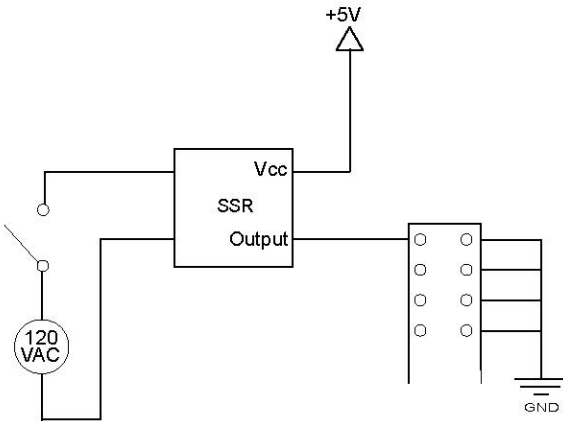 +5V
Vcc
SSR
Output
120
VAC
GND